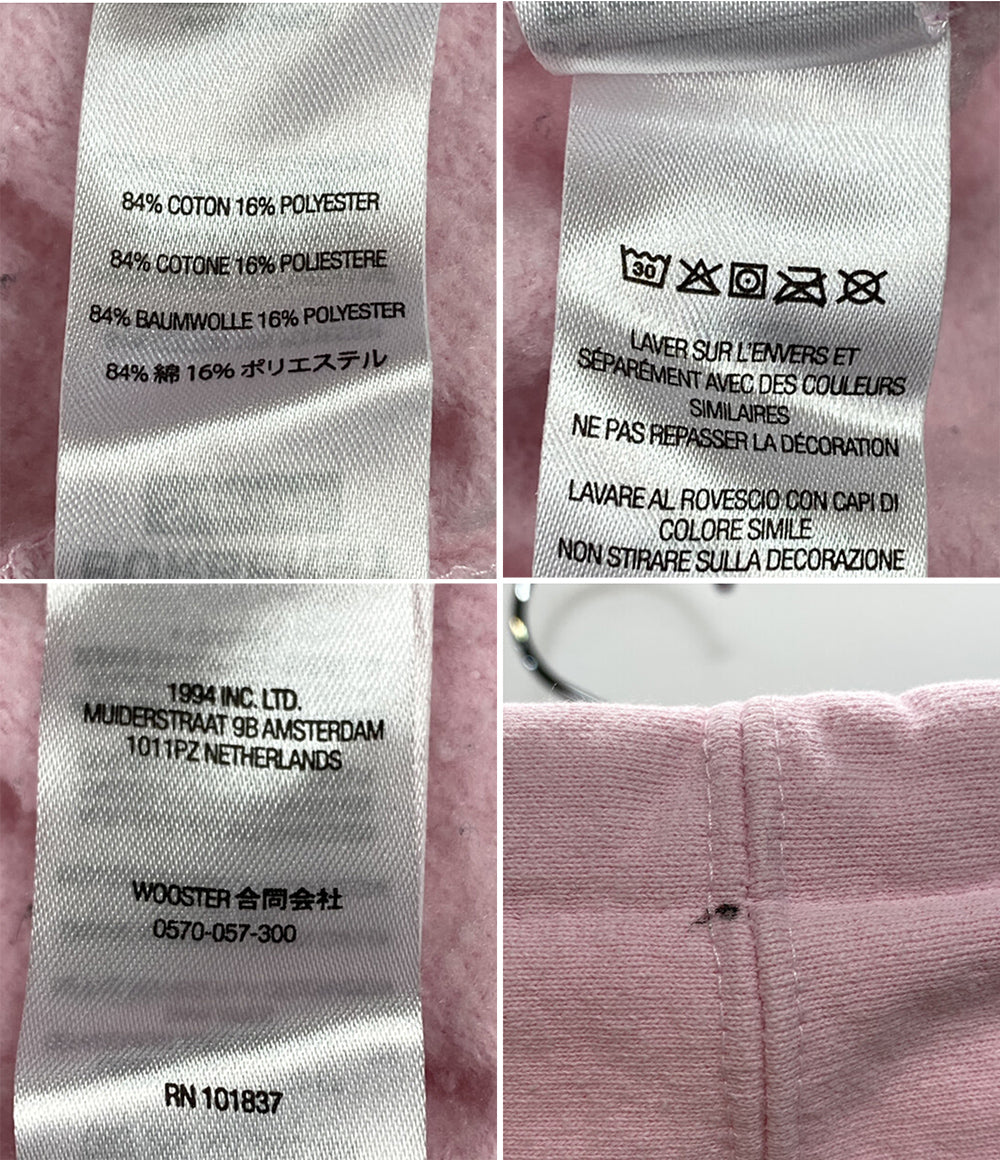 84% COTON 16% POLYESTER
84% COTONE 16% POLIESTERE
84% BAUMWOLLE 16% POLYESTER
84% 綿 16% ポリエステル
30
LAVER SUR L'ENVERS ET
SÉPARÉMENT AVEC DES COULEURS
SIMILAIRES
NE PAS REPASSER LA DÉCORATION
LAVARE AL ROVESCIO CON CAPI DI
COLORE SIMILE
NON STIRARE SULLA DECORAZIONE
1994 INC. LTD.
MUIDERSTRAAT 9B AMSTERDAM
1011PZ NETHERLANDS
WOOSTER 合同会社
0570-057-300
RN 101837